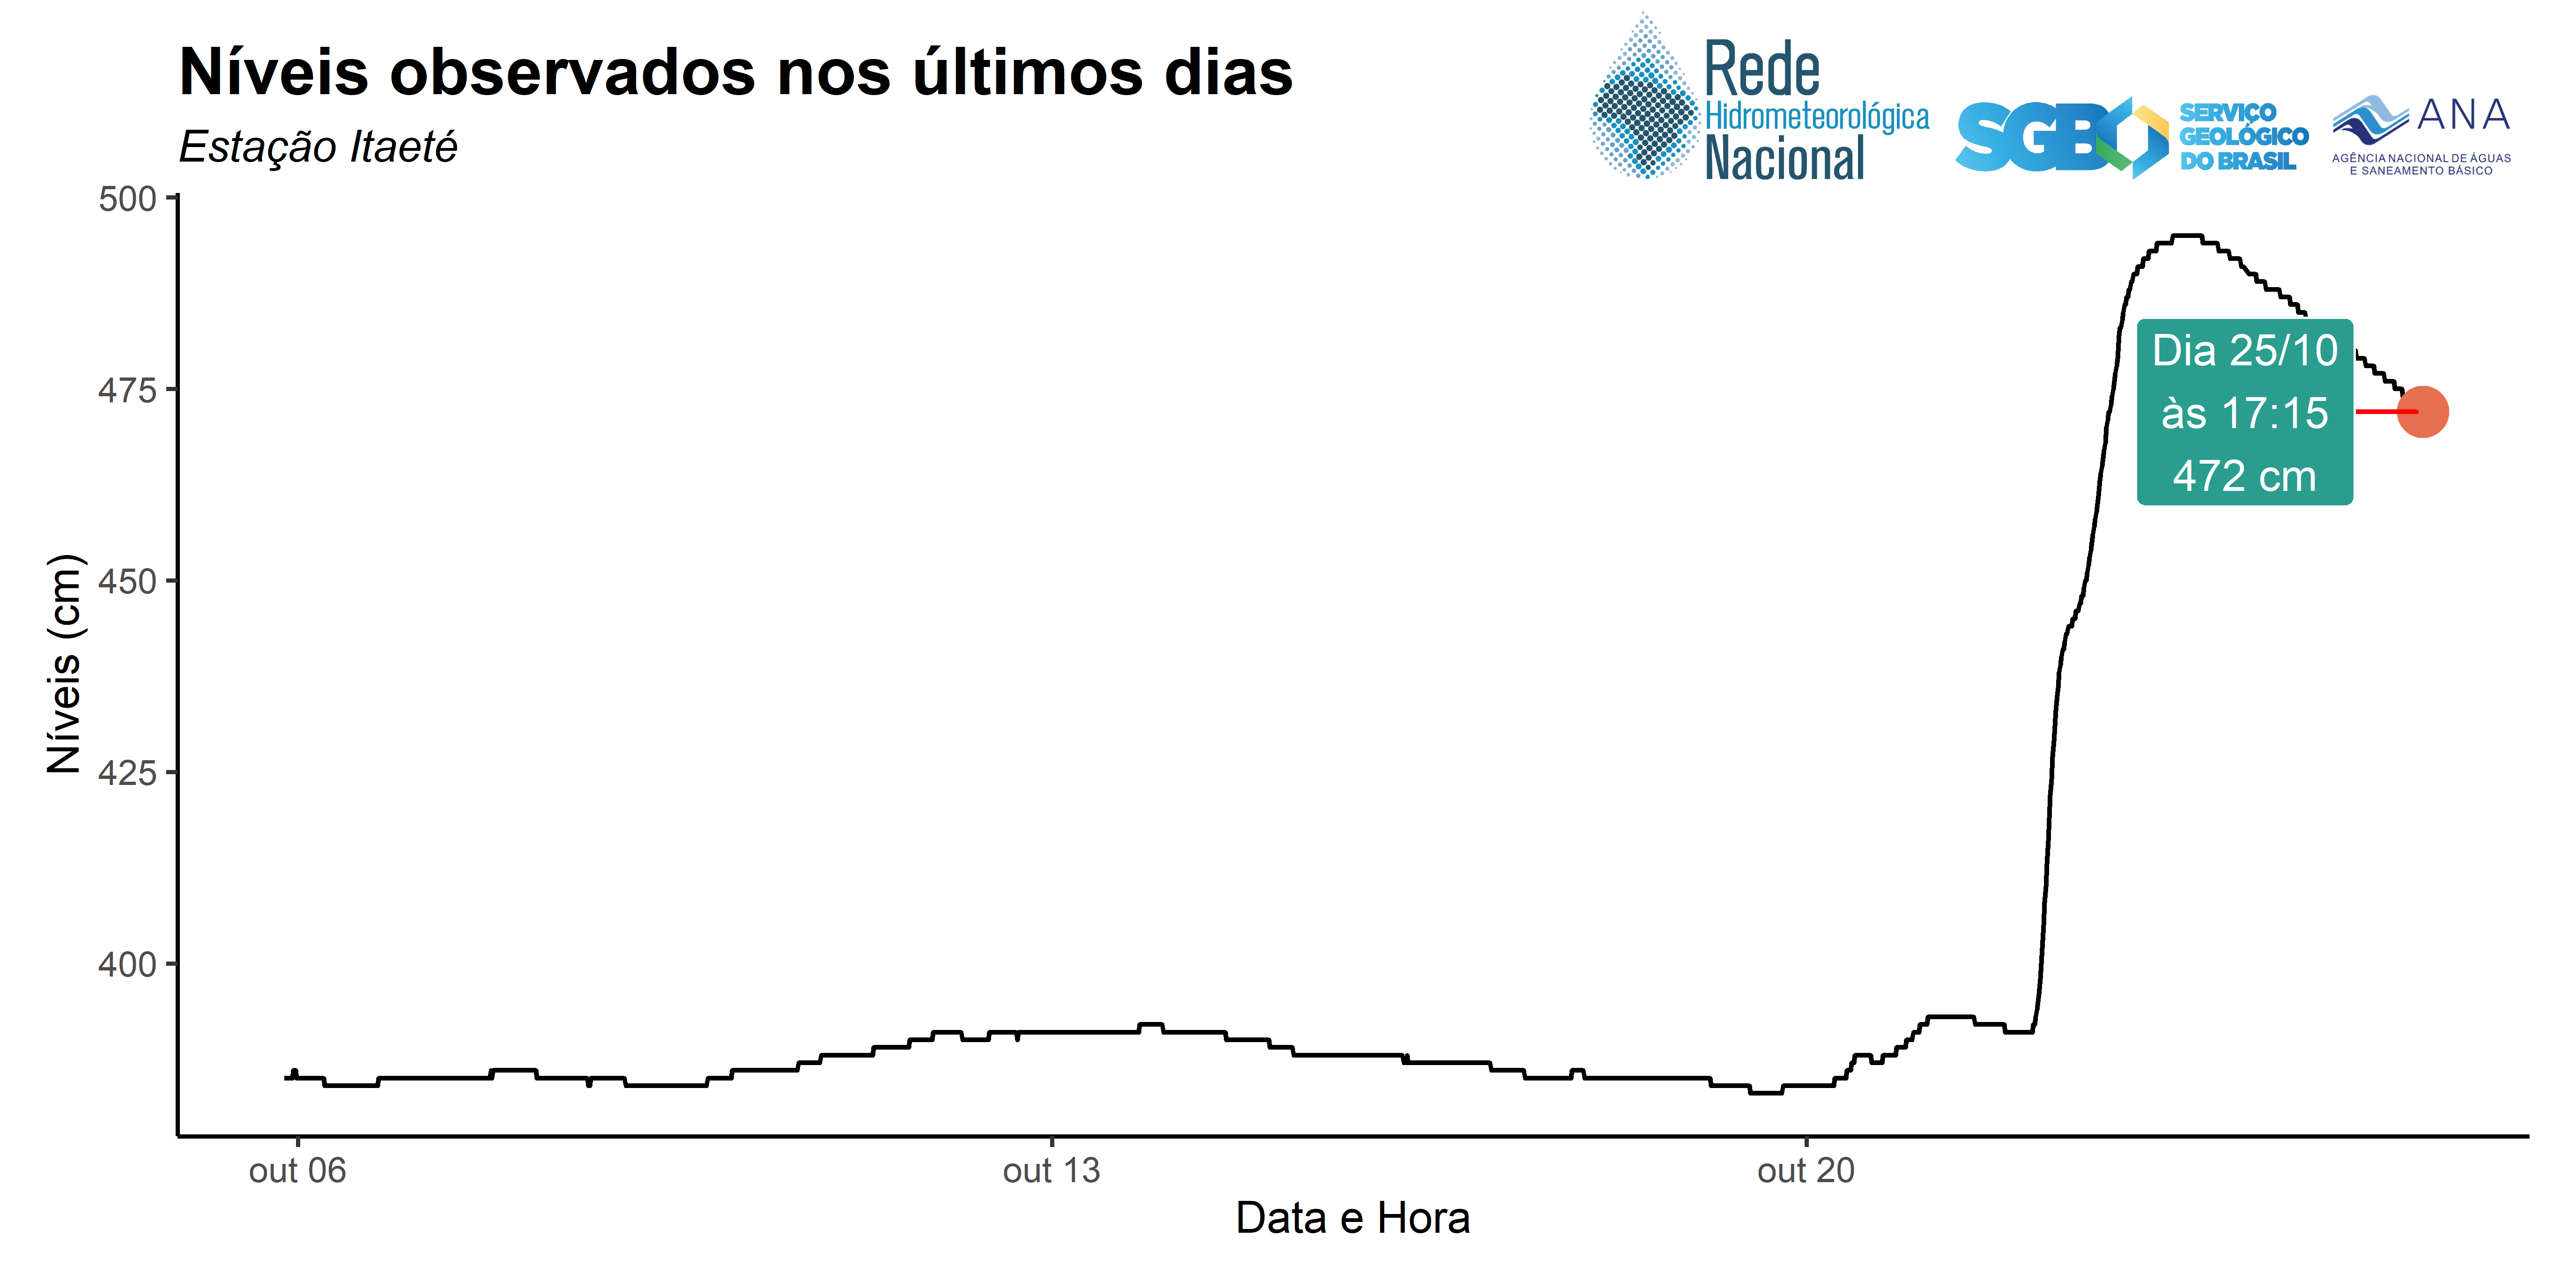 Níveis observados nos últimos dias
Estação Itaeté
Rede
Hidrometeorológica
Nacional
SGB
SERVIÇO
GEOLÓGICO
DO BRASIL
ANA
AGÊNCIA NACIONAL DE ÁGUAS
E SANEAMENTO BÁSICO
500
475
450
425
400
Níveis (cm)
Dia 25/10
às 17:15
472 cm
out 06
out 13
out 20
Data e Hora